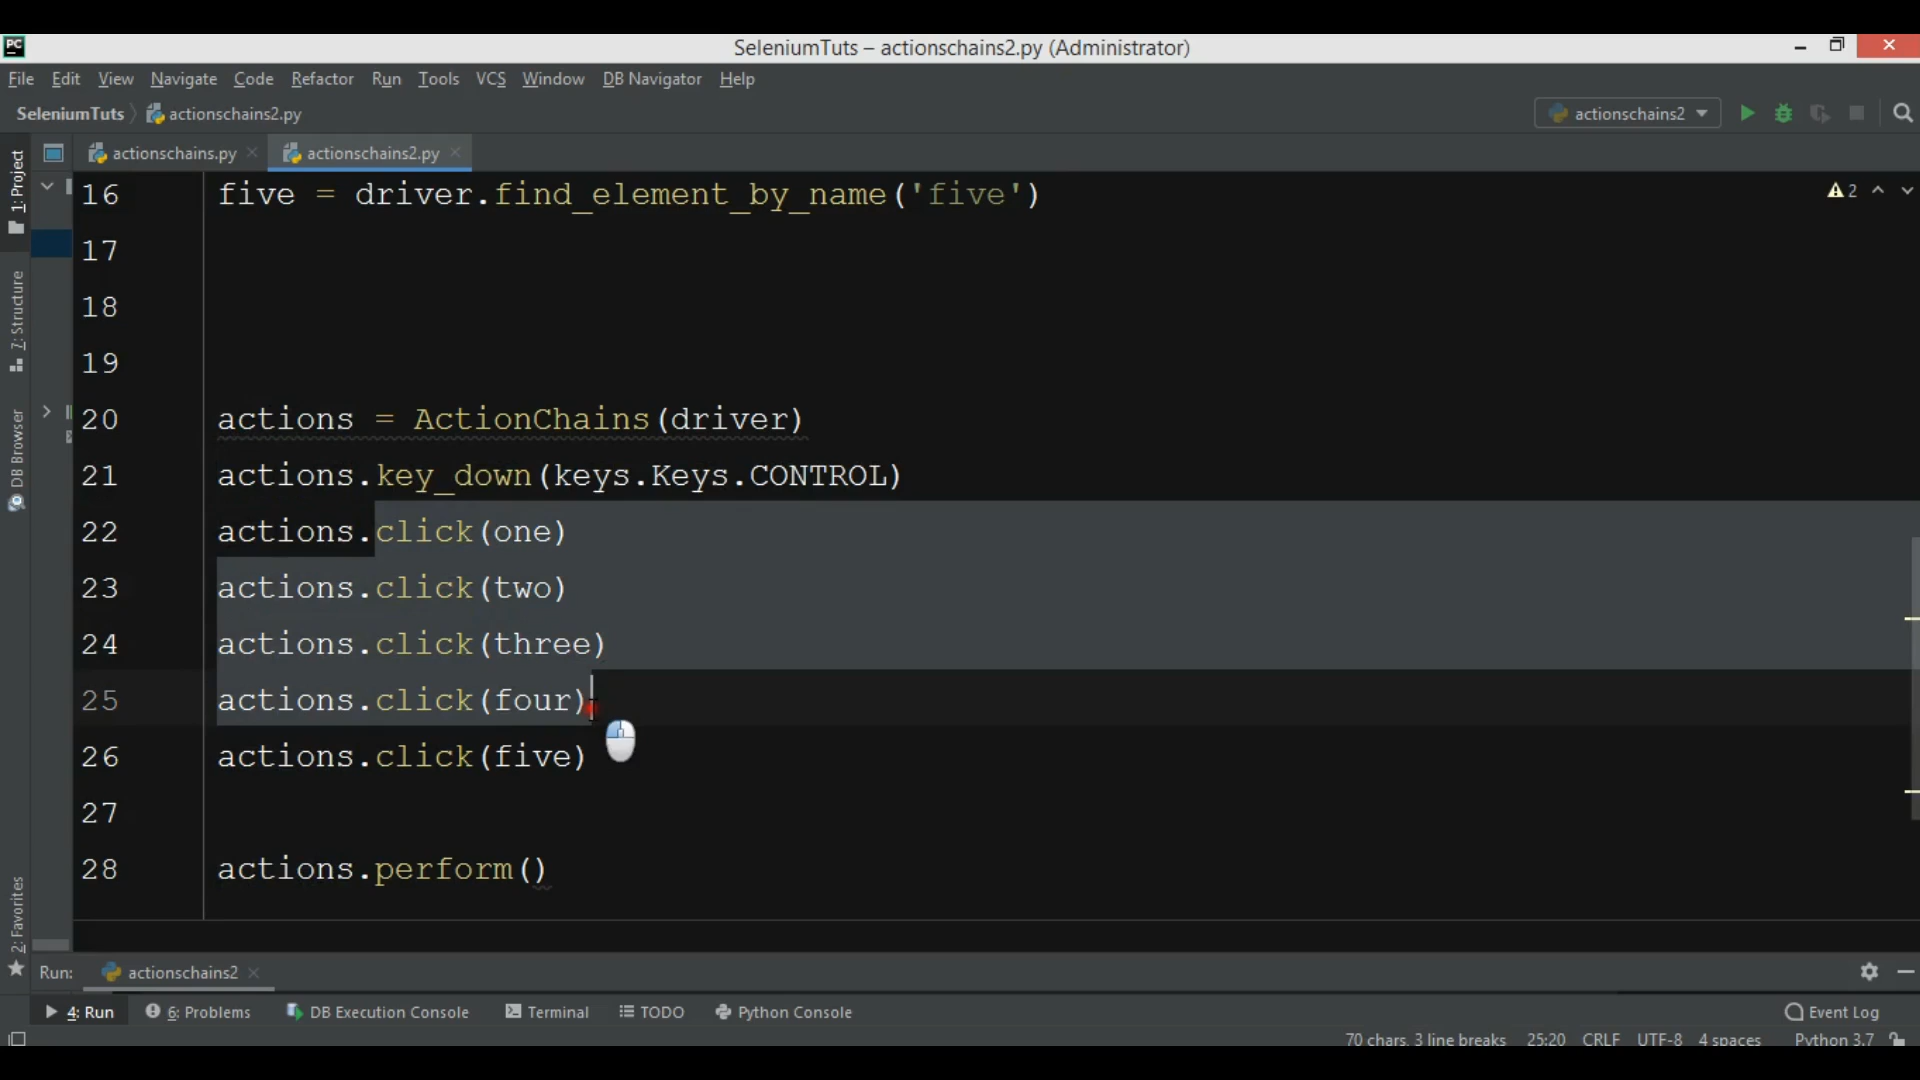 PC SeleniumTuts – actionschains2.py (Administrator)
File Edit View Navigate Code Refactor Run Tools VCS Window DB Navigator Help
SeleniumTuts actionschains2.py actionschains2
1: Project actionschains.py actionschains2.py
16 five = driver.find_element_by_name('five') 2
17
18
7: Structure
19
20 actions = ActionChains(driver)
DB Browser
21 actions.key_down(keys.Keys.CONTROL)
22 actions.click(one)
23 actions.click(two)
24 actions.click(three)
25 actions.click(four)
26 actions.click(five)
27
28 actions.perform()
2: Favorites
Run: actionschains2
4: Run 6: Problems DB Execution Console Terminal TODO Python Console Event Log
70 chars, 3 line breaks 25:20 CRLF UTF-8 4 spaces Python 3.7